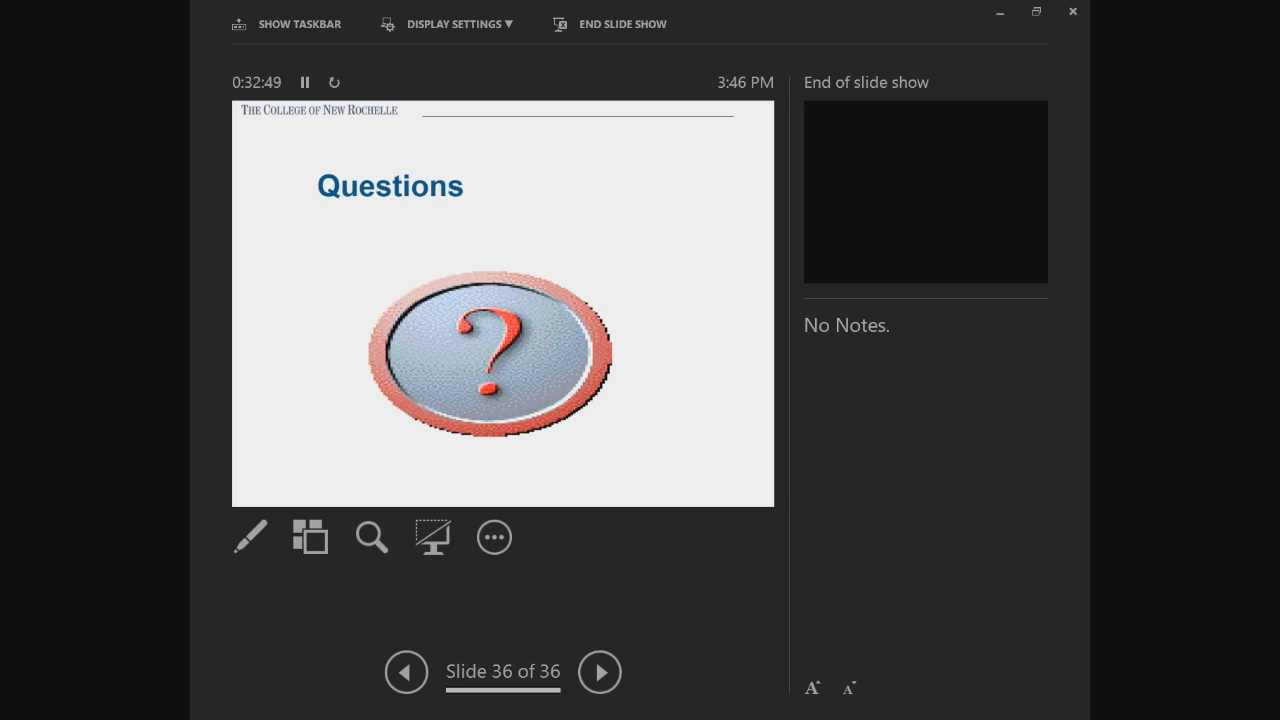 SHOW TASKBAR
DISPLAY SETTINGS ▼
END SLIDE SHOW
0:32:49
3:46 PM
End of slide show
THE COLLEGE OF NEW ROCHELLE
Questions
?
No Notes.
Slide 36 of 36
A A